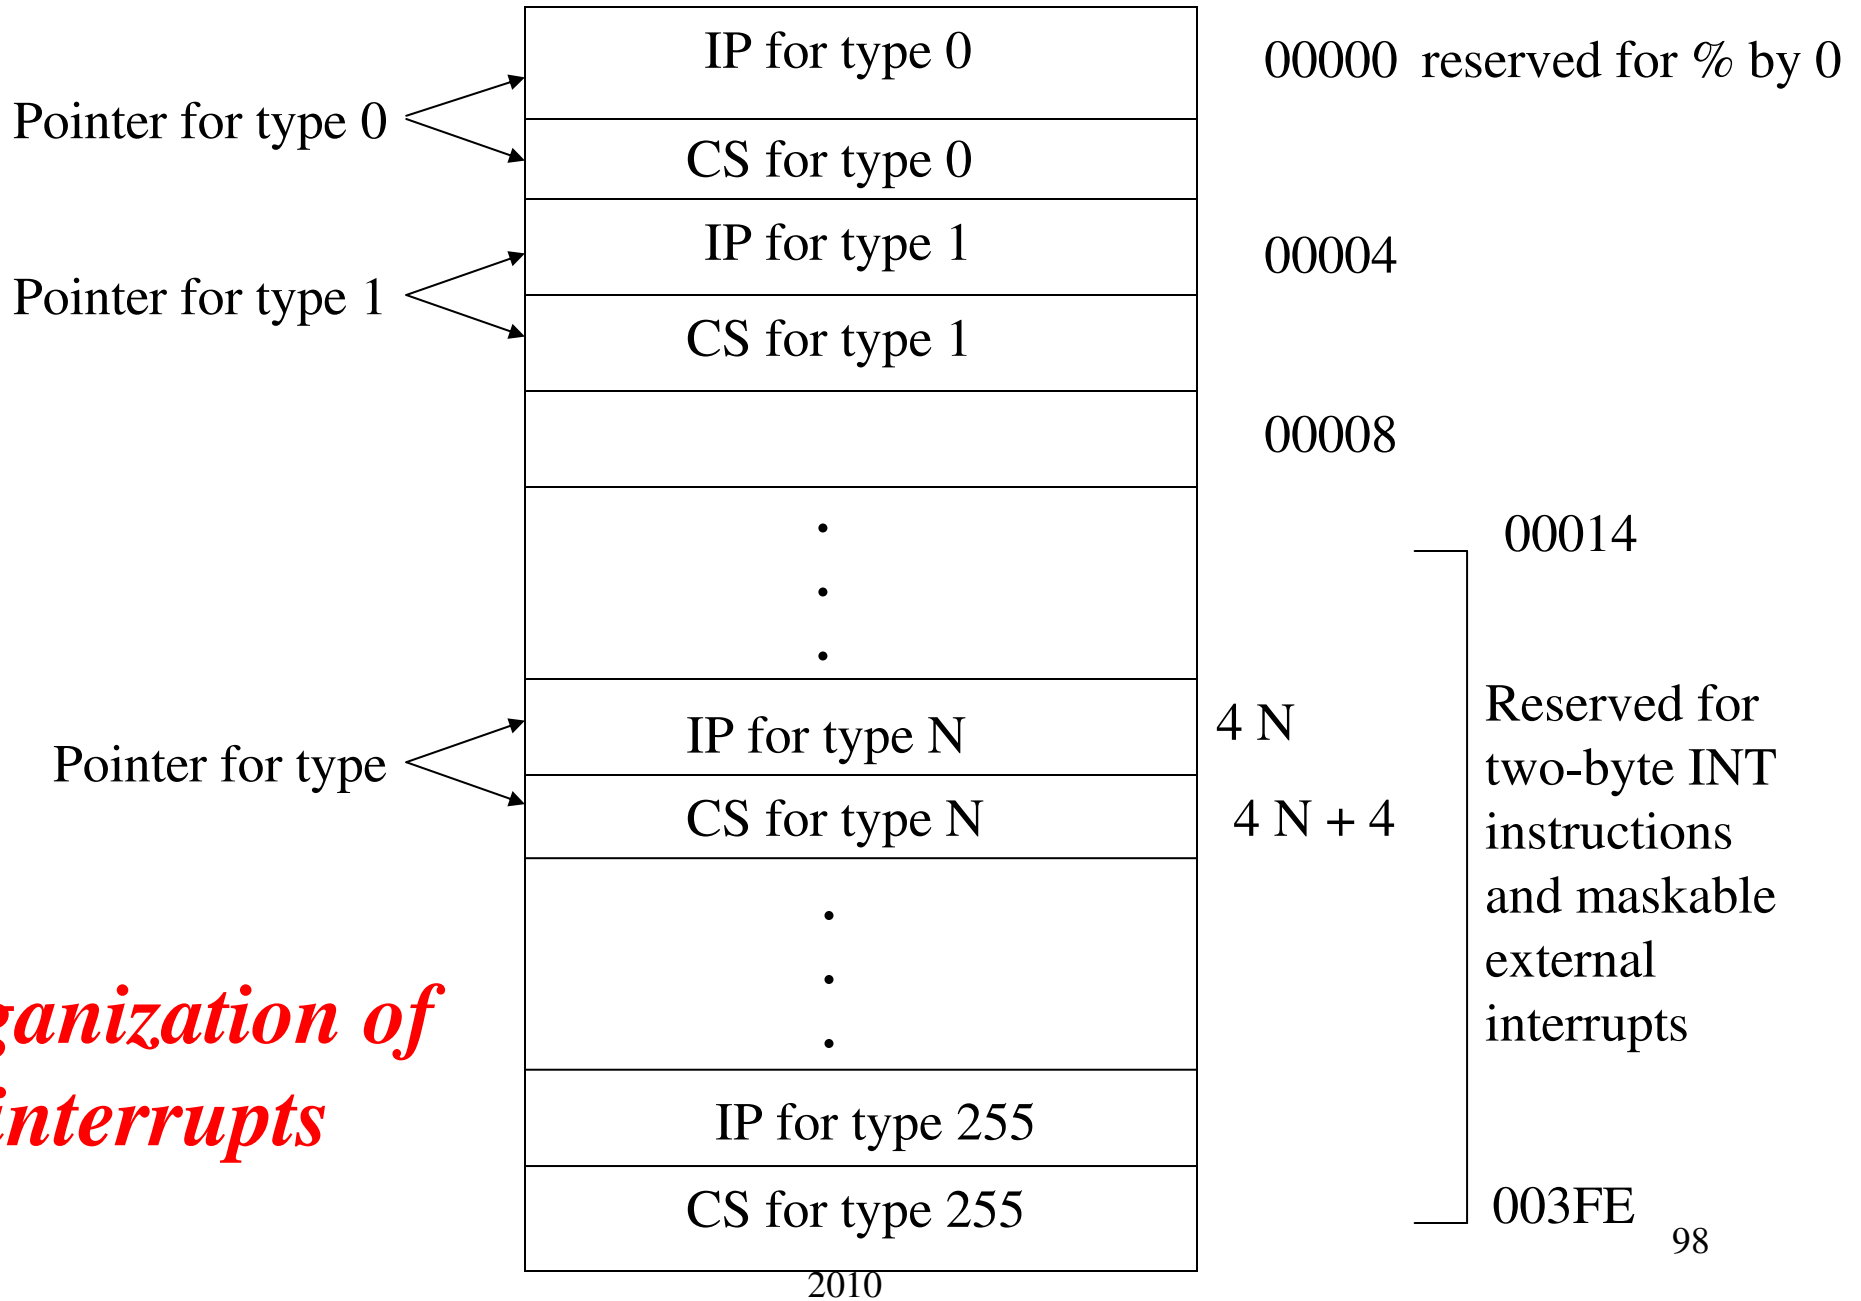 IP for type 0
00000 reserved for % by 0
Pointer for type 0
CS for type 0
IP for type 1
00004
Pointer for type 1
CS for type 1
00008
00014
IP for type N
4 N
Pointer for type
CS for type N
4 N + 4
Reserved for
two-byte INT
instructions
and maskable
external
interrupts
ganization of
interrupts
IP for type 255
CS for type 255
003FE
98
2010